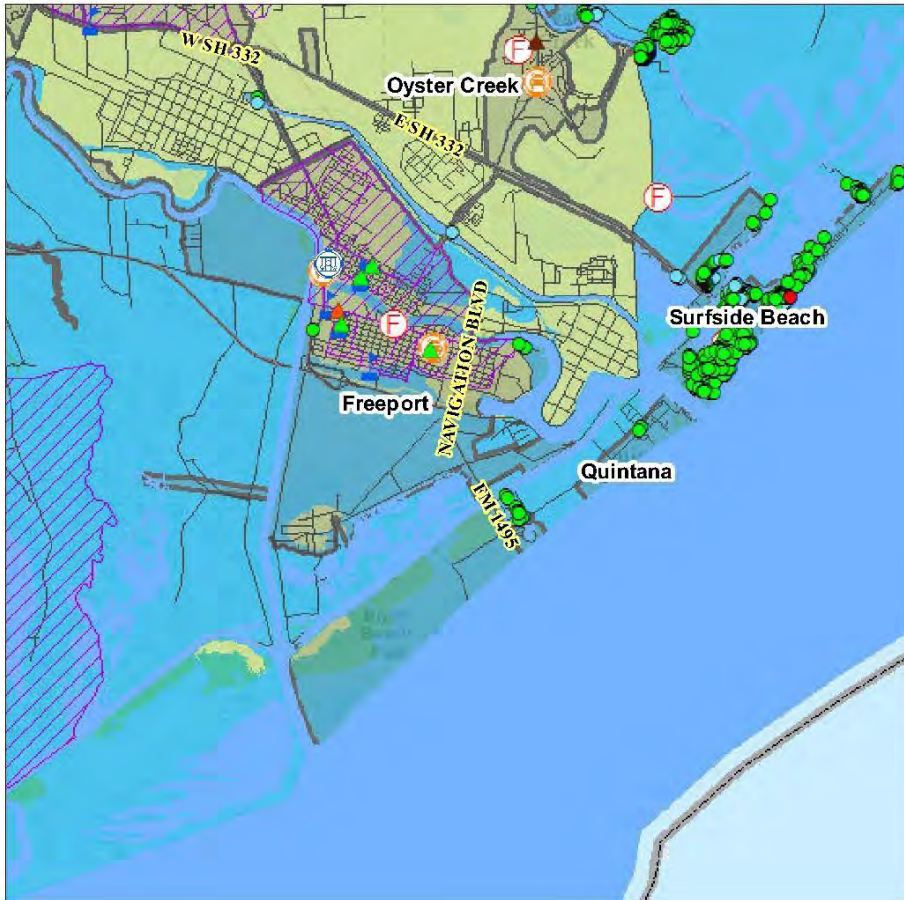 W SH 332
Oyster Creek
E SH 332
F
F
Surfside Beach
F
NAVIGATION BLVD
Freeport
Quintana
FM 1495